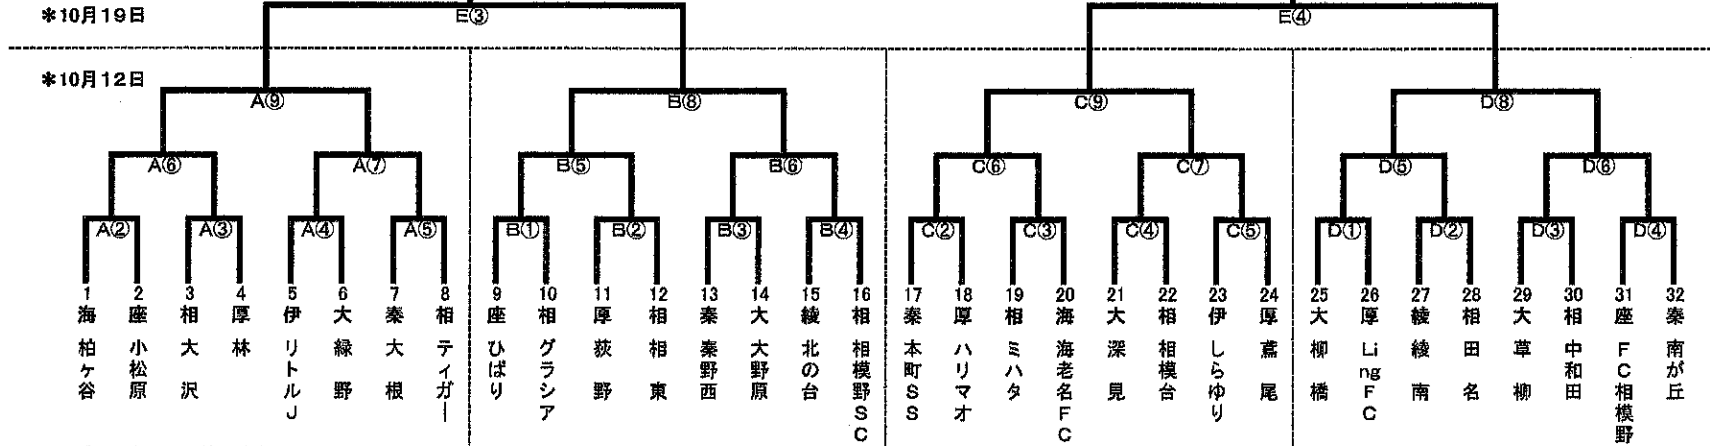 *10月19日
E③ E④
*10月12日
A⑨ B⑧ C⑨ D⑧
A⑥ A⑦ B⑤ B⑥ C⑥ C⑦ D⑤ D⑥
A② A③ A④ A⑤ B① B② B③ B④ C② C③ C④ C⑤ D① D② D③ D④
1 海 柏ヶ谷
2 座 小松原
3 相 大沢
4 厚 林
5 伊 リトルJ
6 大 緑野
7 秦 大根
8 相 ティガー
9 座 ひばり
10 相 グラシア
11 厚 荻野
12 相 相東
13 秦 秦野西
14 大 大野原
15 綾 北の台
16 相 相模野SC
17 秦 本町SS
18 厚 ハリマオ
19 相 ミハタ
20 海 海老名FC
21 大 深見
22 相 相模台
23 伊 しらゆり
24 厚 鳶尾
25 大 柳橋
26 厚 LingFC
27 綾 綾南
28 相 田名
29 大 草柳
30 相 中和田
31 座 FC相模野
32 秦 南が丘